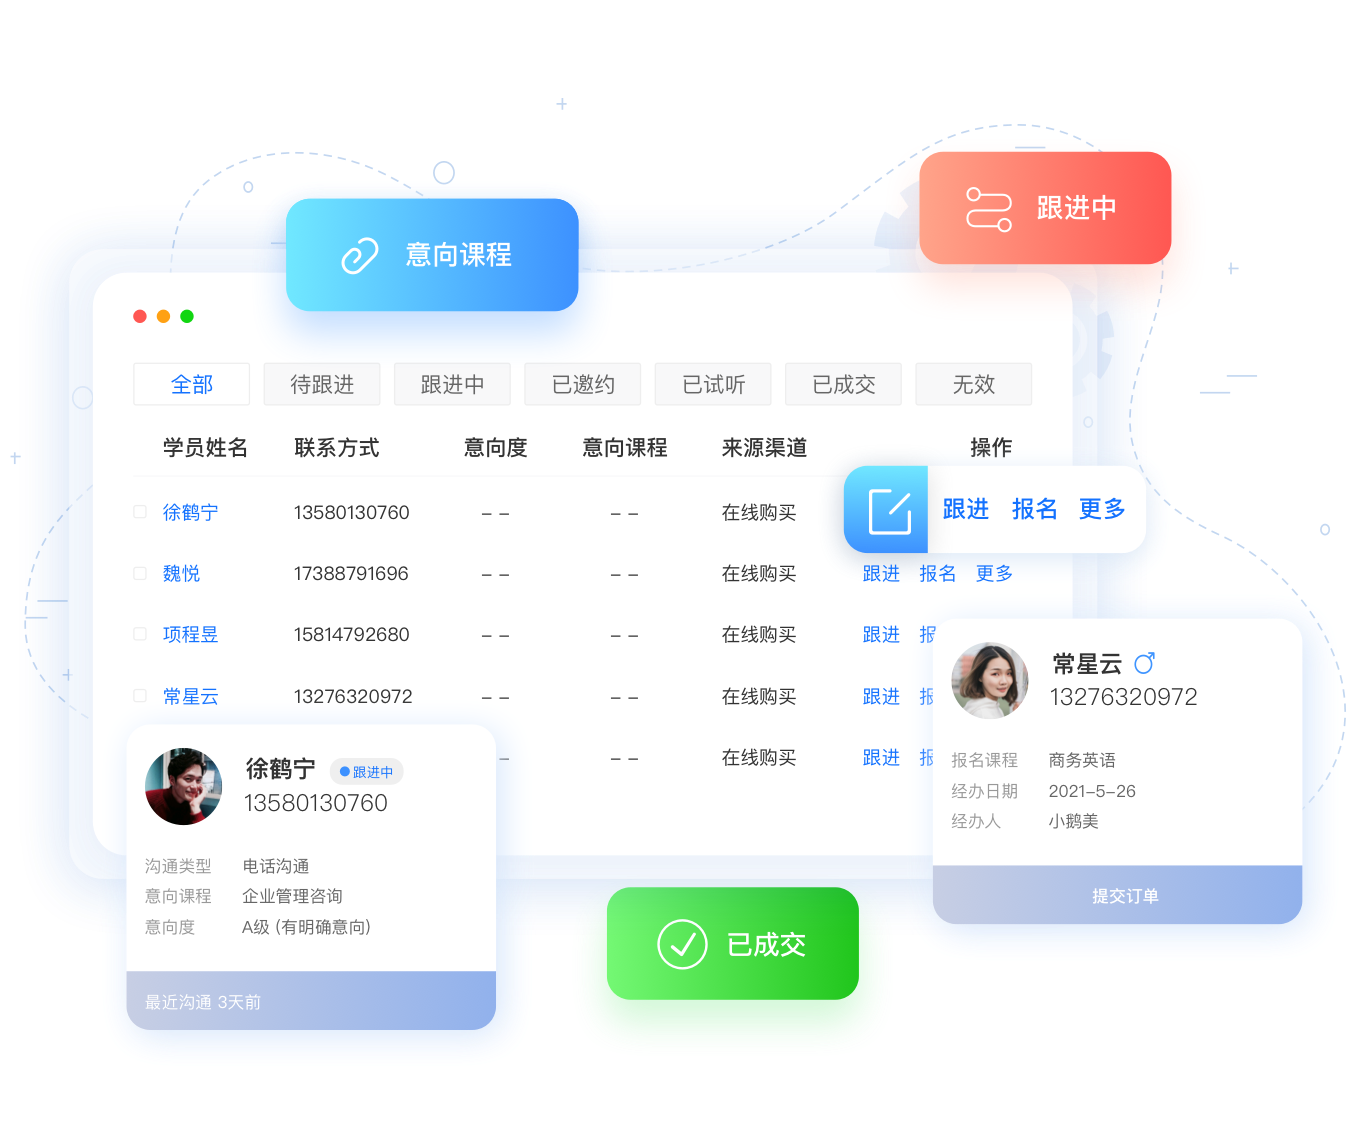 跟进中
意向课程
全部 待跟进 跟进中 已邀约 已试听 已成交 无效
学员姓名 联系方式 意向度 意向课程 来源渠道 操作
徐鹤宁 13580130760 – – – – 在线购买 跟进 报名 更多
魏悦 17388791696 – – – – 在线购买 跟进 报名 更多
项程昱 15814792680 – – – – 在线购买 跟进 报
常星云 13276320972 – – – – 在线购买 跟进 报
– – – 在线购买 跟进 报
常星云
13276320972
报名课程 商务英语
经办日期 2021-5-26
经办人 小鹅美
提交订单
徐鹤宁 跟进中
13580130760
沟通类型 电话沟通
意向课程 企业管理咨询
意向度 A级 (有明确意向)
最近沟通 3天前
已成交